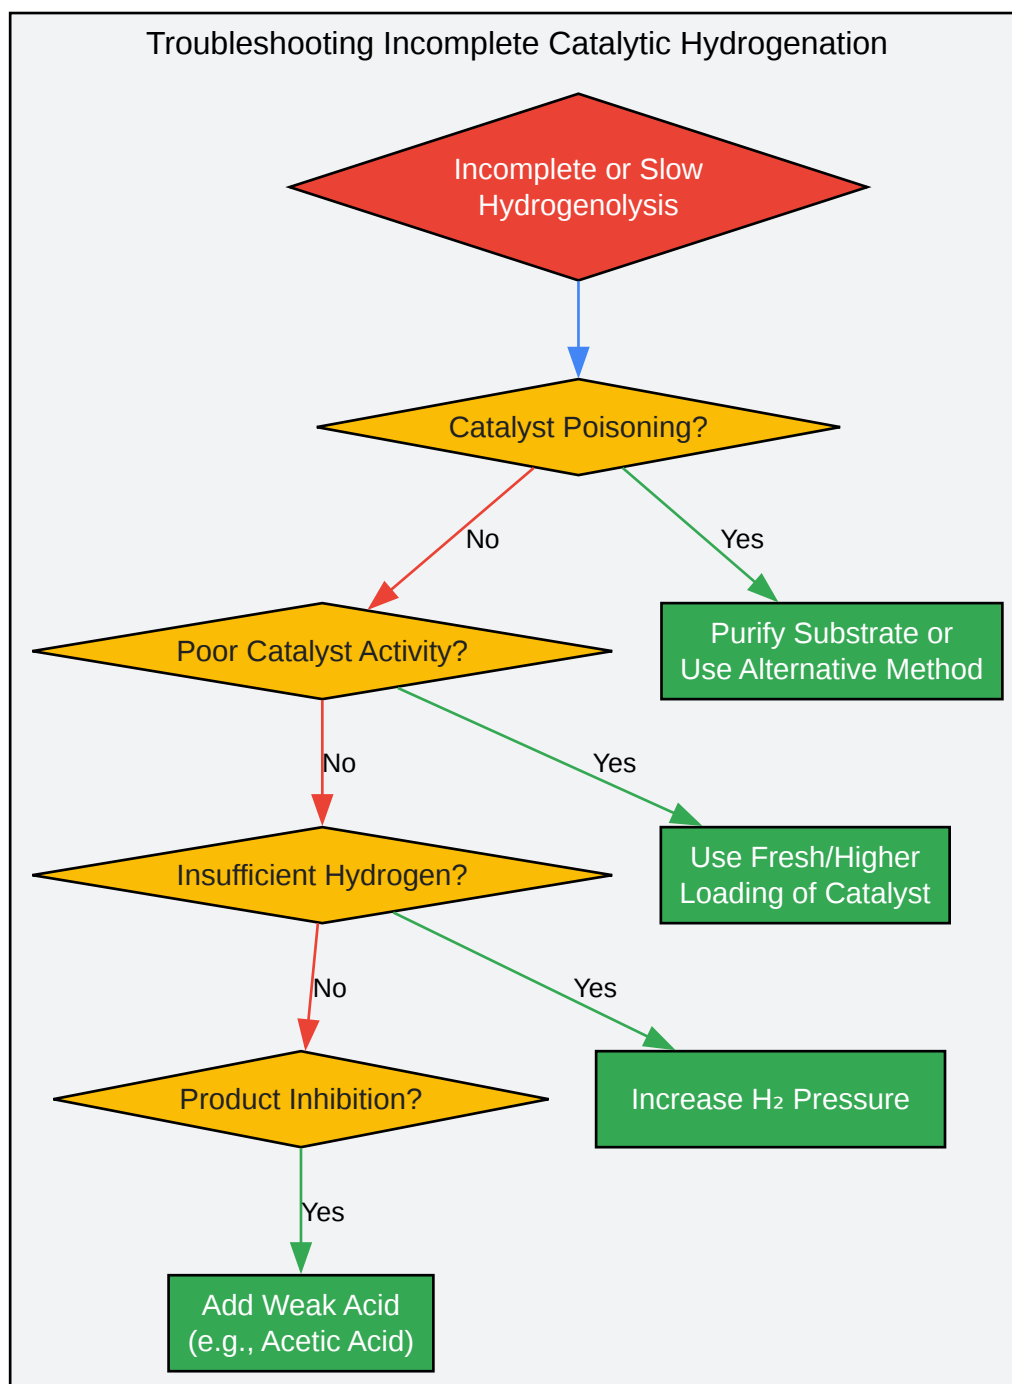 Troubleshooting Incomplete Catalytic Hydrogenation
Incomplete or Slow
Hydrogenolysis
Catalyst Poisoning?
No
Yes
Poor Catalyst Activity?
Purify Substrate or
Use Alternative Method
No
Yes
Insufficient Hydrogen?
Use Fresh/Higher
Loading of Catalyst
No
Yes
Product Inhibition?
Increase H₂ Pressure
Yes
Add Weak Acid
(e.g., Acetic Acid)